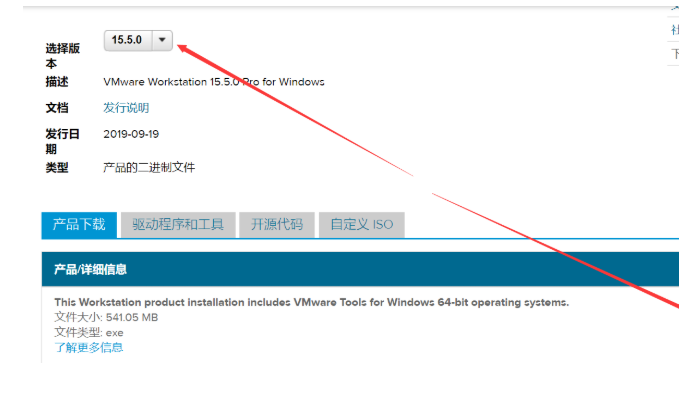 选择版
本
15.5.0
描述 VMware Workstation 15.5.0 Pro for Windows
文档 发行说明
发行日
期
2019-09-19
类型 产品的二进制文件
产品下载 驱动程序和工具 开源代码 自定义 ISO
产品/详细信息
This Workstation product installation includes VMware Tools for Windows 64-bit operating systems.
文件大小: 541.05 MB
文件类型: exe
了解更多信息